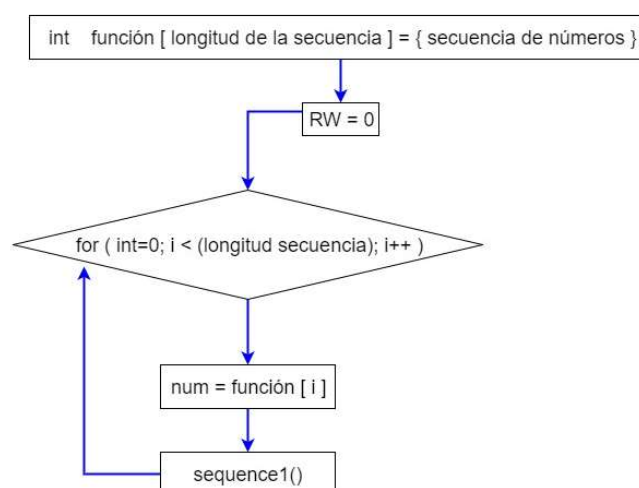 int función [ longitud de la secuencia ] = { secuencia de números }
RW = 0
for ( int=0; i < (longitud secuencia); i++ )
num = función [ i ]
sequence1()